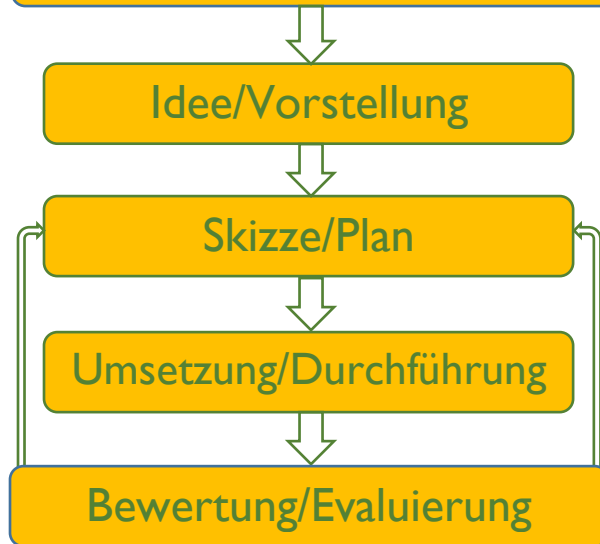 Idee/Vorstellung
Skizze/Plan
Umsetzung/Durchführung
Bewertung/Evaluierung